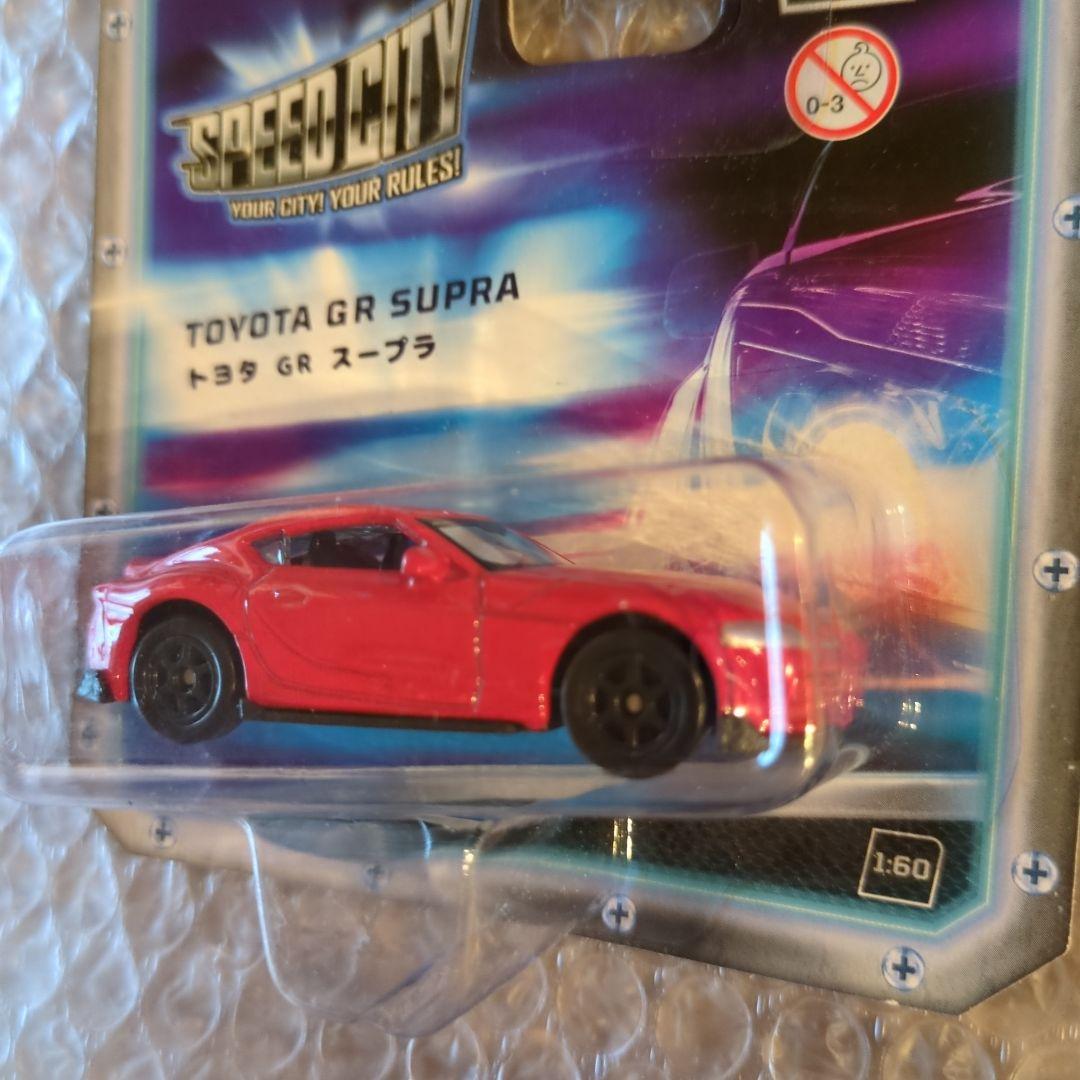 SPEED CITY
YOUR CITY! YOUR RULES!
0-3
TOYOTA GR SUPRA
トヨタ GR スープラ
1:60